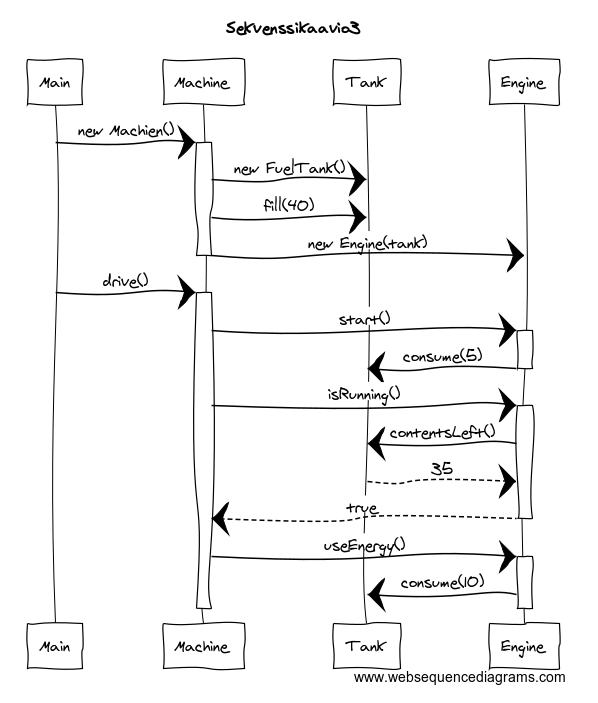 Sekvenssikaavio3
Main Machine Tank Engine
new Machien()
new FuelTank()
fill(40)
new Engine(tank)
drive()
start()
consume(5)
isRunning()
contentsLeft()
35
true
useEnergy()
consume(10)
Main Machine Tank Engine
www.websequencediagrams.com